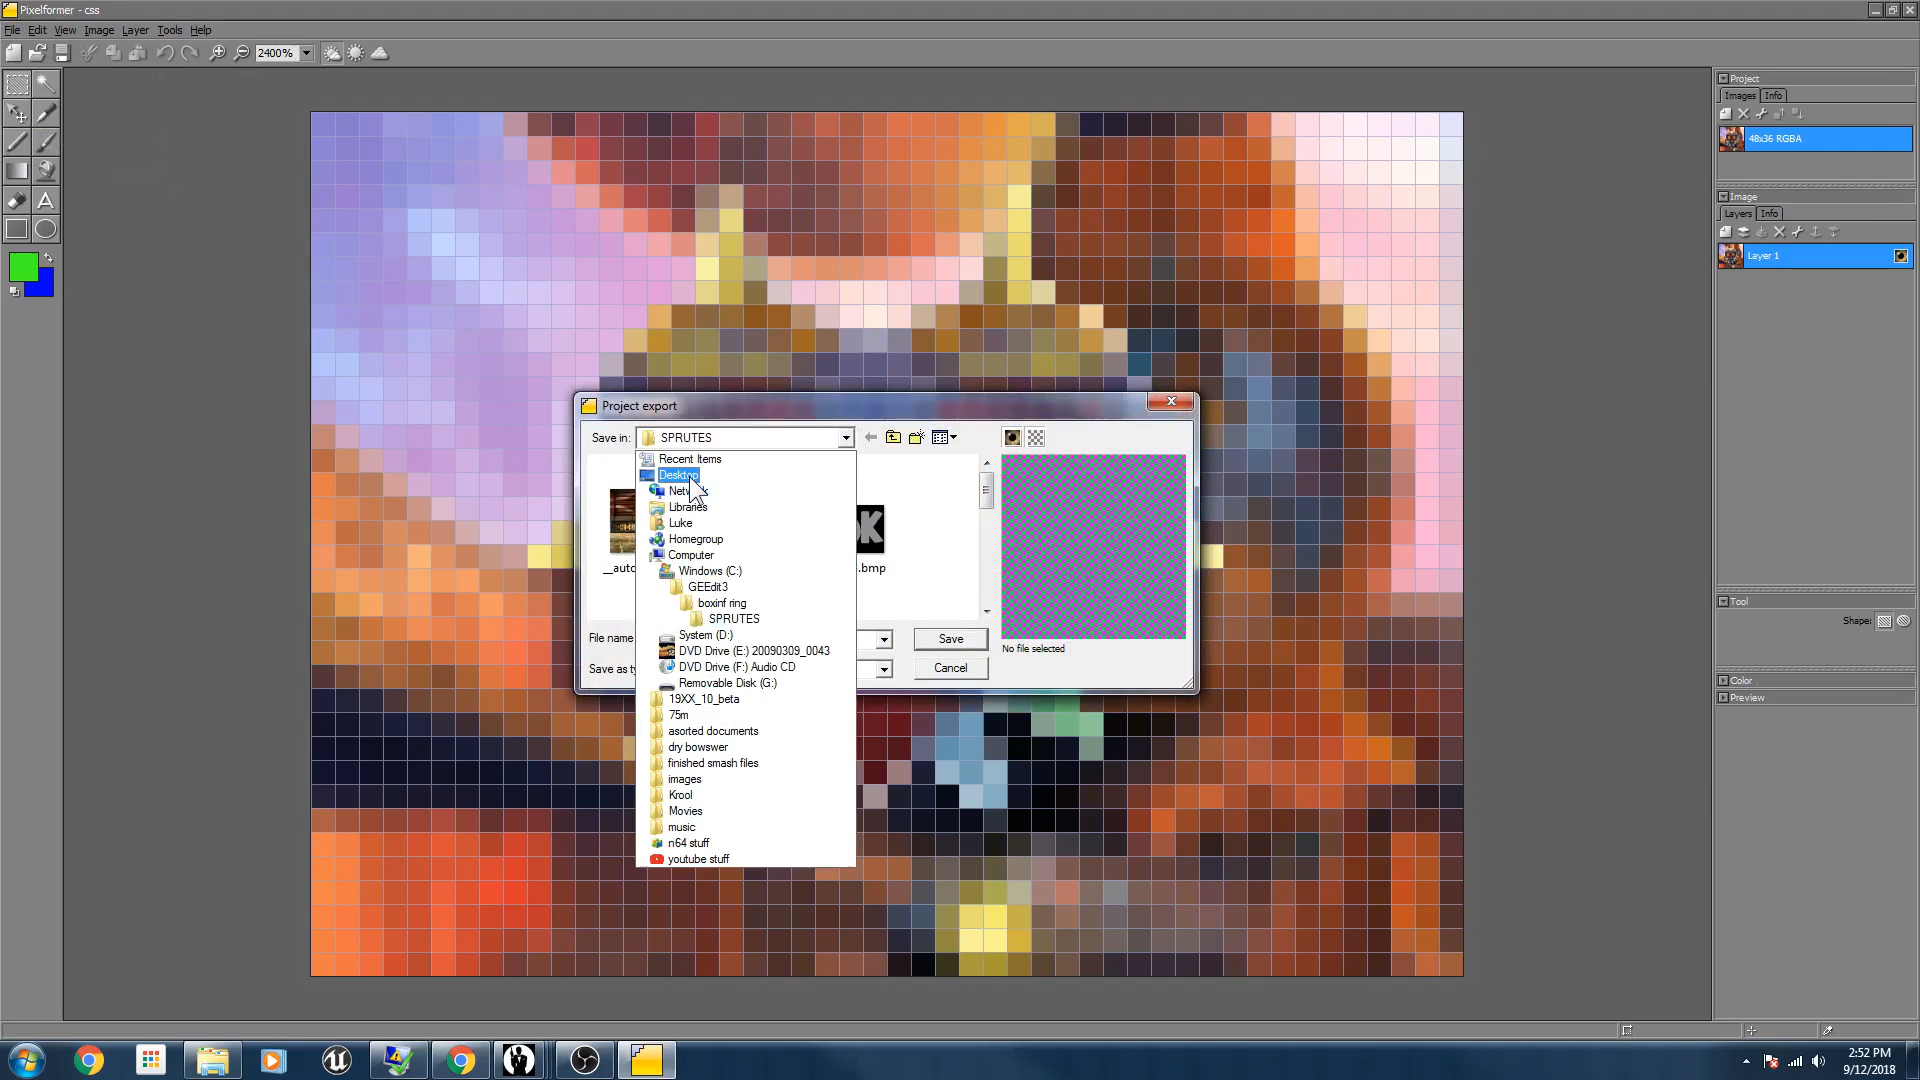 Pixelformer - css
File Edit View Image Layer Tools Help
2400%
Project
Images Info
48x36 RGBA
Image
Layers Info
Layer 1
Tool
Shape:
Color
Preview
Project export
Save in: SPRUTES
Recent Items
Desktop
Libraries
Luke
Homegroup
Computer
Windows (C:)
GEEdit3
boxinf ring
SPRUTES
System (D:)
DVD Drive (E:) 20090309_0043
DVD Drive (F:) Audio CD
Removable Disk (G:)
19XX_10_beta
75m
asorted documents
dry bowswer
finished smash files
images
Krool
Movies
music
n64 stuff
youtube stuff
__auto
.bmp
File name
Save as ty
Save
Cancel
No file selected
2:52 PM
9/12/2018